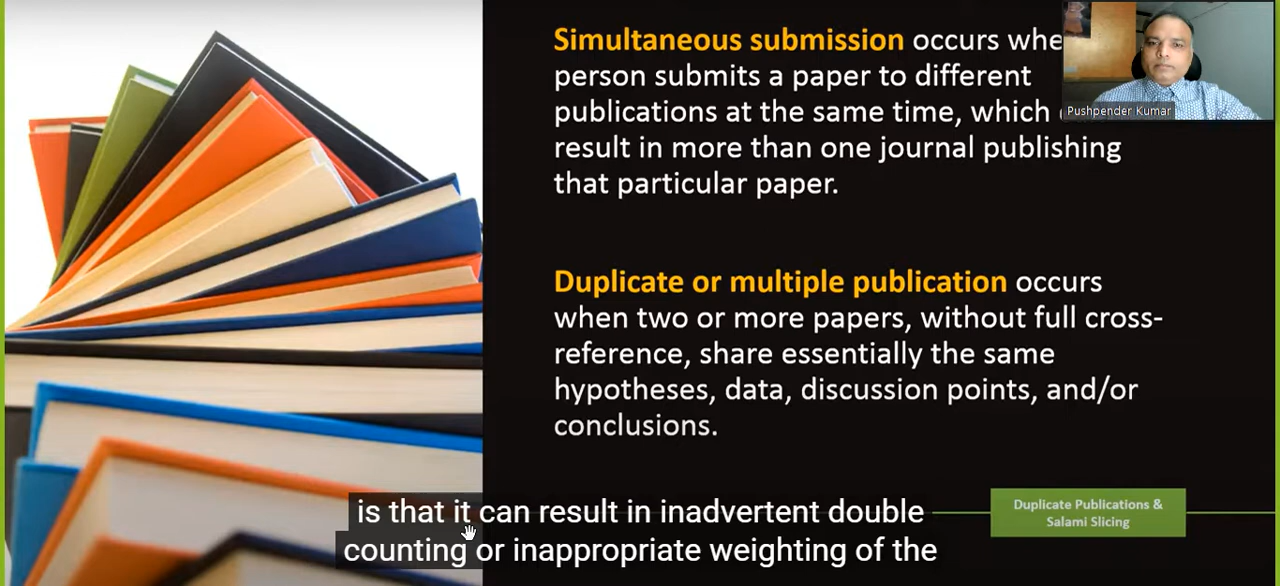 Simultaneous submission occurs whe
person submits a paper to different
publications at the same time, which
result in more than one journal publishing
that particular paper.
Pushpender Kumar
Duplicate or multiple publication occurs
when two or more papers, without full cross-
reference, share essentially the same
hypotheses, data, discussion points, and/or
conclusions.
Duplicate Publications &
Salami Slicing
is that it can result in inadvertent double
counting or inappropriate weighting of the